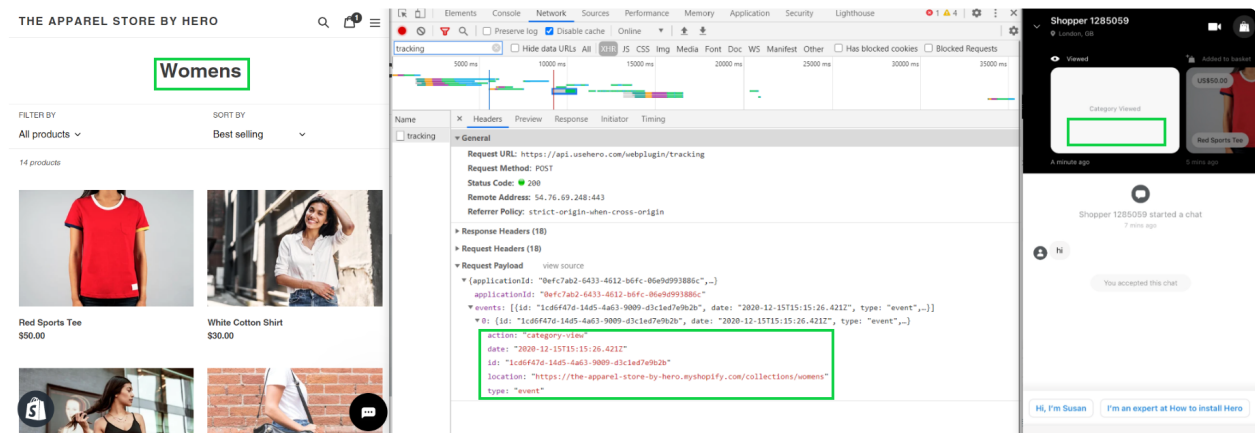 THE APPAREL STORE BY HERO
1
Womens
FILTER BY
SORT BY
All products
Best selling
14 products
Red Sports Tee
$50.00
White Cotton Shirt
$30.00
Elements Console Network Sources Performance Memory Application Security Lighthouse
1 4
Preserve log Disable cache Online
tracking
Hide data URLs All XHR JS CSS Img Media Font Doc WS Manifest Other Has blocked cookies Blocked Requests
5000 ms 10000 ms 15000 ms 20000 ms 25000 ms 30000 ms 35000 ms
Name
Headers Preview Response Initiator Timing
tracking
General
Request URL: https://api.usehero.com/webplugin/tracking
Request Method: POST
Status Code: 200
Remote Address: 54.76.69.248:443
Referrer Policy: strict-origin-when-cross-origin
Response Headers (18)
Request Headers (18)
Request Payload view source
{applicationId: "0efc7ab2-6433-4612-b6fc-06e9d993886c",…}
applicationId: "0efc7ab2-6433-4612-b6fc-06e9d993886c"
events: [{id: "1cd6f47d-14d5-4a63-9009-d3c1ed7e9b2b", date: "2020-12-15T15:15:26.421Z", type: "event",…}]
0: {id: "1cd6f47d-14d5-4a63-9009-d3c1ed7e9b2b", date: "2020-12-15T15:15:26.421Z", type: "event",…}
action: "category-view"
date: "2020-12-15T15:15:26.421Z"
id: "1cd6f47d-14d5-4a63-9009-d3c1ed7e9b2b"
location: "https://the-apparel-store-by-hero.myshopify.com/collections/womens"
type: "event"
Shopper 1285059
London, GB
Viewed
Added to basket
US$50.00
Category Viewed
Red Sports Tee
A minute ago
5 mins ago
Shopper 1285059 started a chat
7 mins ago
hi
You accepted this chat
Hi, I'm Susan
I'm an expert at How to install Hero